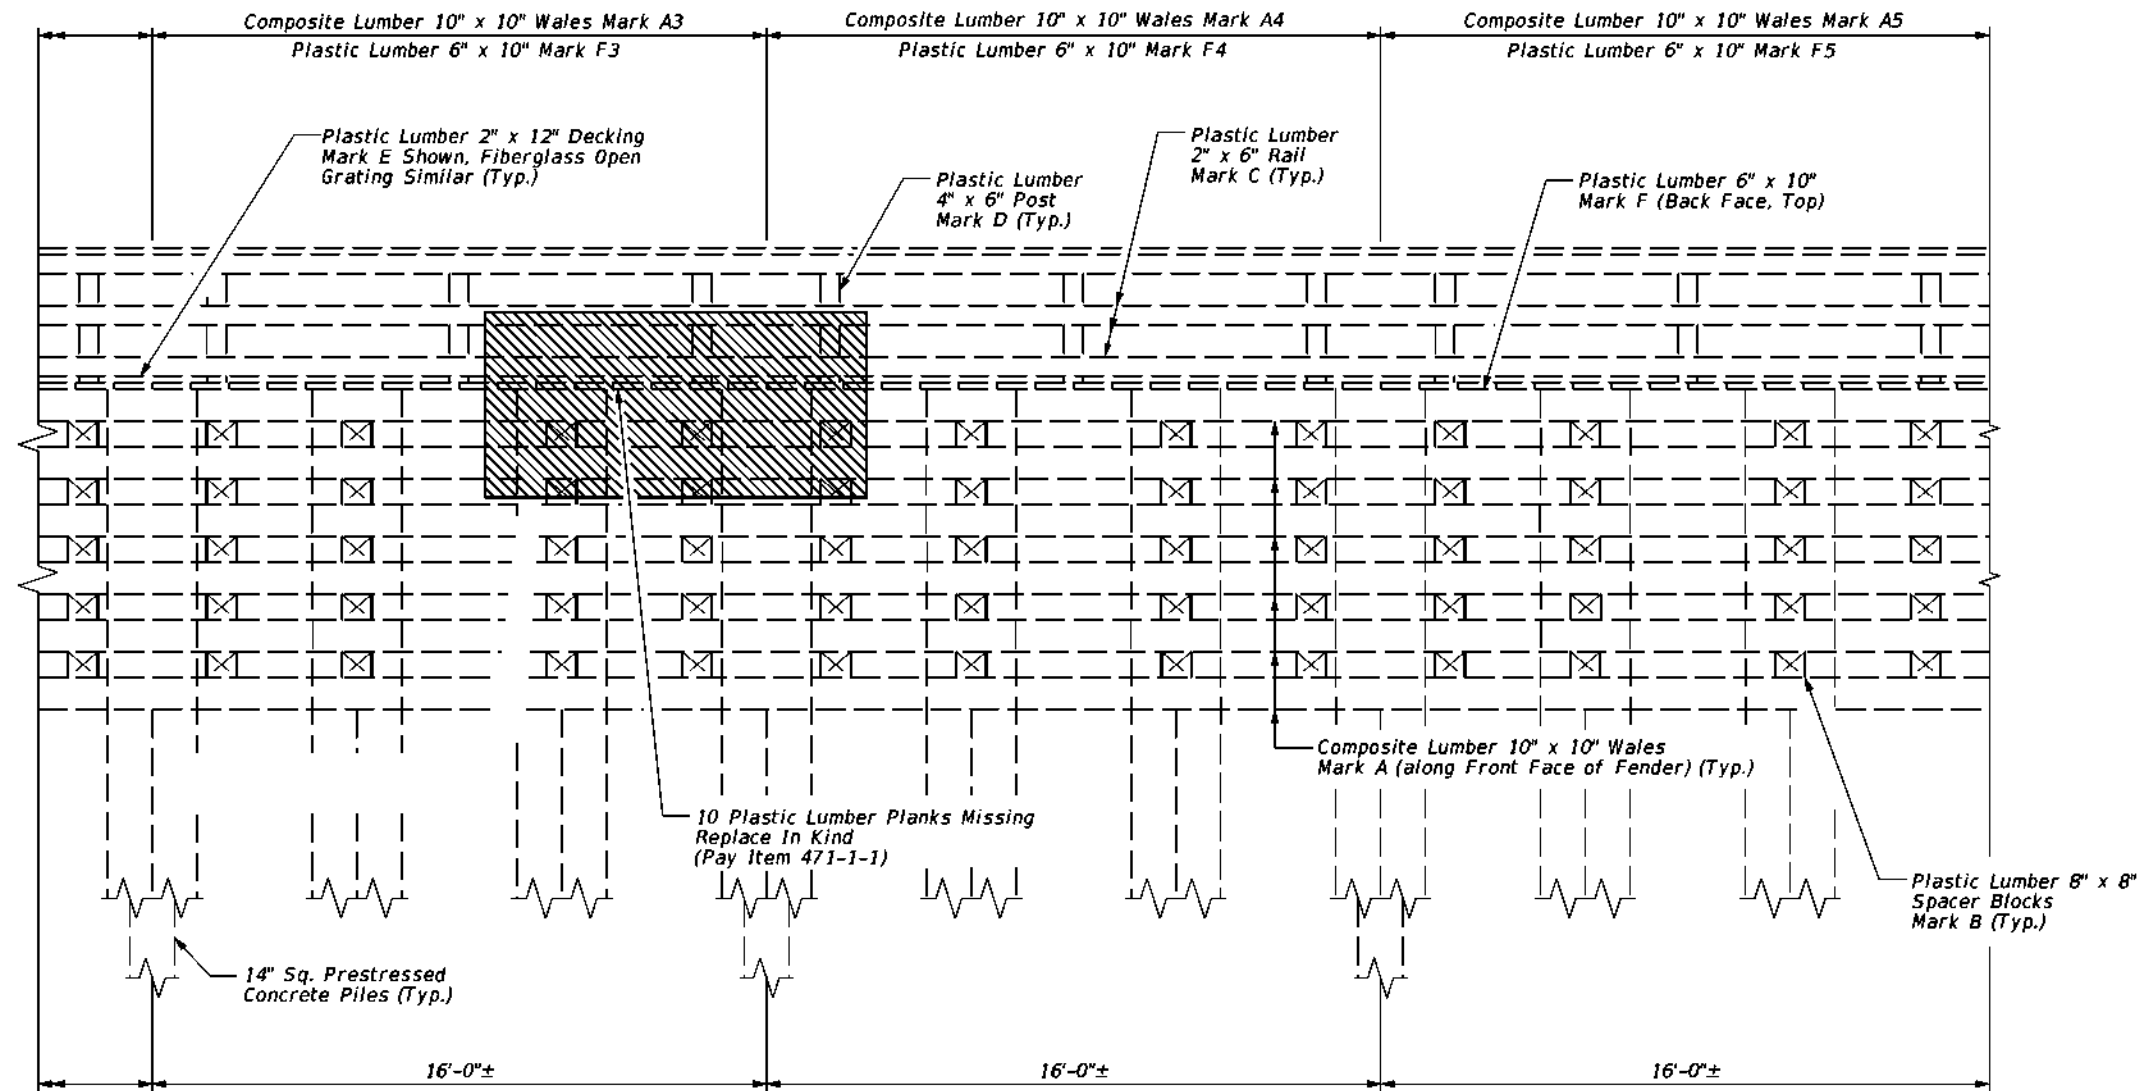 Composite Lumber 10" x 10" Wales Mark A3
Plastic Lumber 6" x 10" Mark F3
Composite Lumber 10" x 10" Wales Mark A4
Plastic Lumber 6" x 10" Mark F4
Composite Lumber 10" x 10" Wales Mark A5
Plastic Lumber 6" x 10" Mark F5
Plastic Lumber 2" x 12" Decking
Mark E Shown, Fiberglass Open
Grating Similar (Typ.)
Plastic Lumber
4" x 6" Post
Mark D (Typ.)
Plastic Lumber
2" x 6" Rail
Mark C (Typ.)
Plastic Lumber 6" x 10"
Mark F (Back Face, Top)
Composite Lumber 10" x 10" Wales
Mark A (along Front Face of Fender) (Typ.)
10 Plastic Lumber Planks Missing
Replace In Kind
(Pay Item 471-1-1)
Plastic Lumber 8" x 8"
Spacer Blocks
Mark B (Typ.)
14" Sq. Prestressed
Concrete Piles (Typ.)
16'-0"±
16'-0"±
16'-0"±